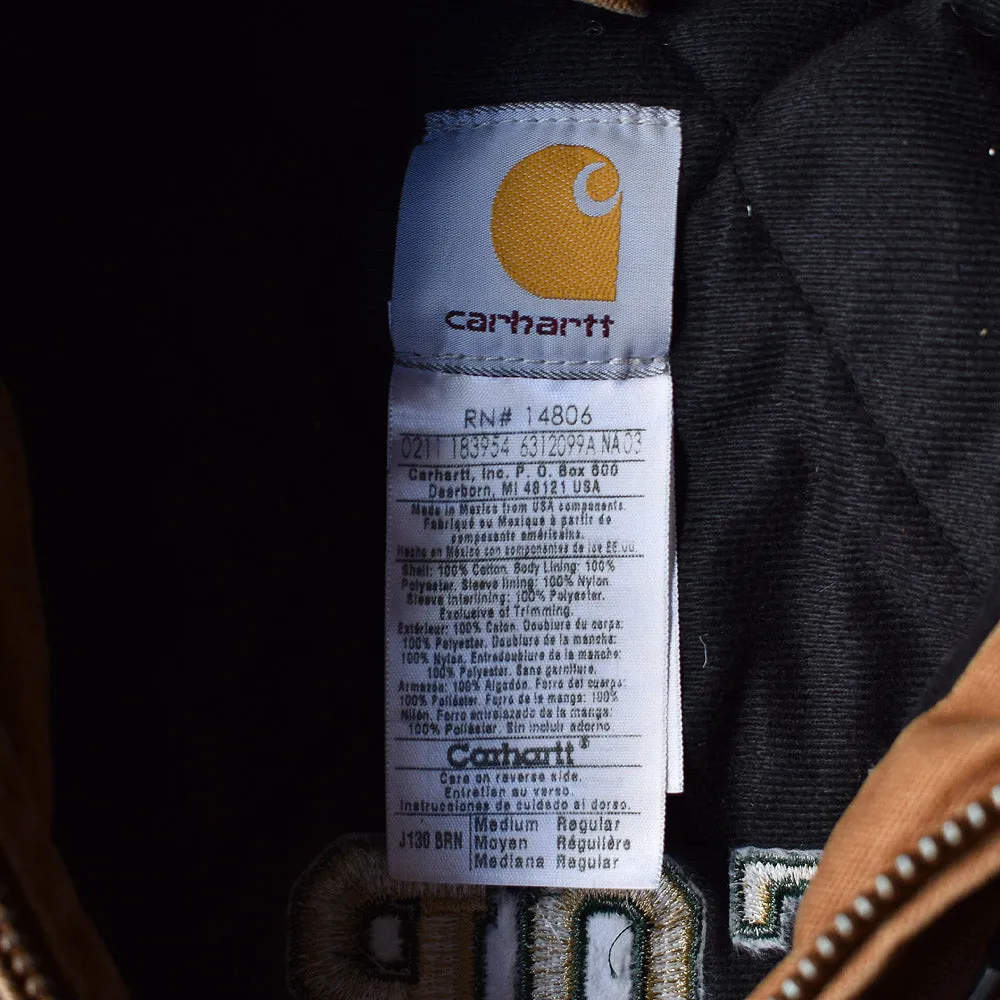 carhartt
RN# 14806
0211 183954 6312099A NA 03
Carhartt, Inc. P. O. Box 600
Dearborn, MI 48121 USA
Made in Mexico from USA components.
Fabriqué au Mexique à partir de
composante américains.
Hecho en México con componentes de los EE.UU.
Shell: 100% Cotton. Body Lining: 100%
Polyester. Sleeve lining: 100% Nylon.
Sleeve Interlining: 100% Polyester.
Exclusive of Trimming.
Extérieur: 100% Coton. Doublure du corps:
100% Polyester. Doublure de la manche:
100% Nylon. Entredoublure de la manche:
100% Polyester. Sans garniture.
Armazón: 100% Algodón. Forro del cuerpo:
100% Poliéster. Forro de la manga: 100%
Nilon. Forro entrelazado de la manga:
100% Poliéster. Sin incluir adorno
Carhartt®
Care on reverse side.
Entretien au verso.
Instrucciones de cuidado al dorso.
J130 BRN Medium Regular
Moyen Régulière
Mediana Regular